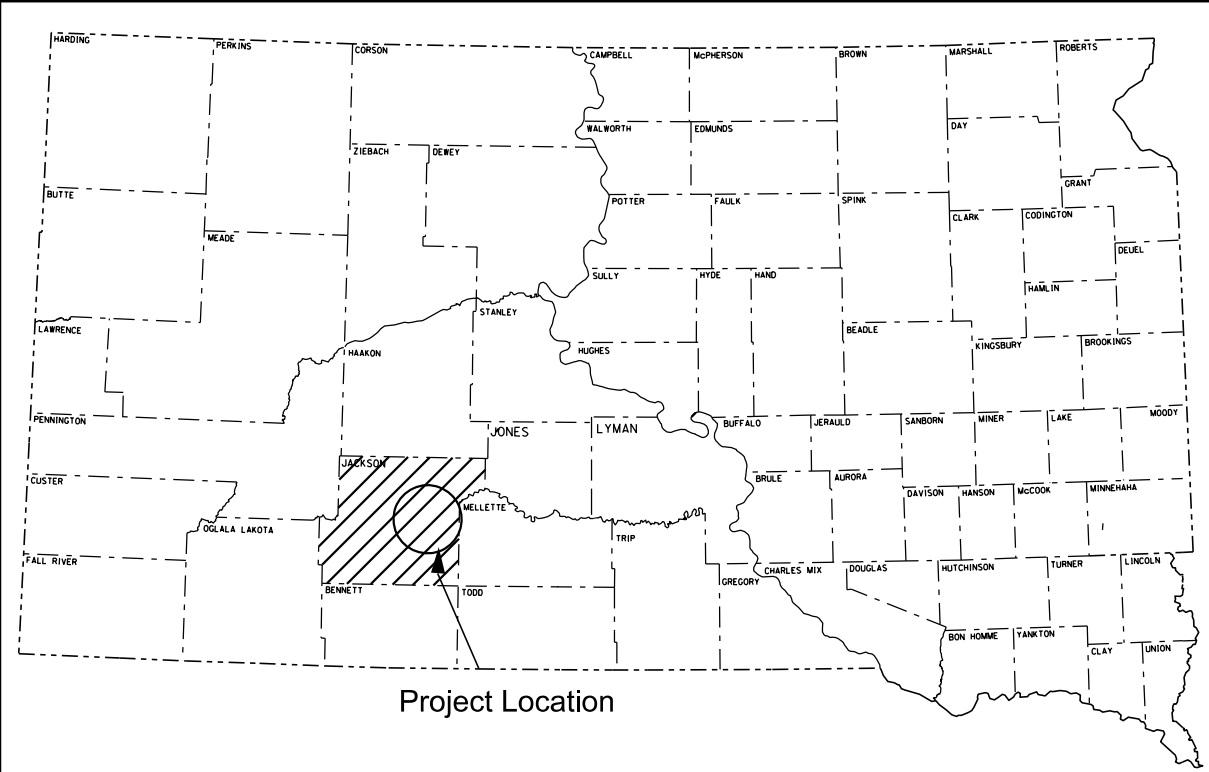 HARDING
PERKINS
CORSON
CAMPBELL
McPHERSON
BROWN
MARSHALL
ROBERTS
WALWORTH
EDMUNDS
DAY
ZIEBACH
DEWEY
GRANT
BUTTE
POTTER
FAULK
SPINK
CLARK
CODINGTON
MEADE
DEUEL
SULLY
HYDE
HAND
HAMLIN
STANLEY
LAWRENCE
BEADLE
KINGSBURY
BROOKINGS
HAAKON
HUGHES
PENNINGTON
JONES
LYMAN
BUFFALO
JERAULD
SANBORN
MINER
LAKE
MOODY
JACKSON
CUSTER
BRULE
AURORA
DAVISON
HANSON
McCOOK
MINNEHAHA
OGLALA LAKOTA
MELLETTE
TRIP
FALL RIVER
GREGORY
CHARLES MIX
DOUGLAS
HUTCHINSON
TURNER
LINCOLN
BENNETT
TODD
BON HOMME
YANKTON
CLAY
UNION
Project Location